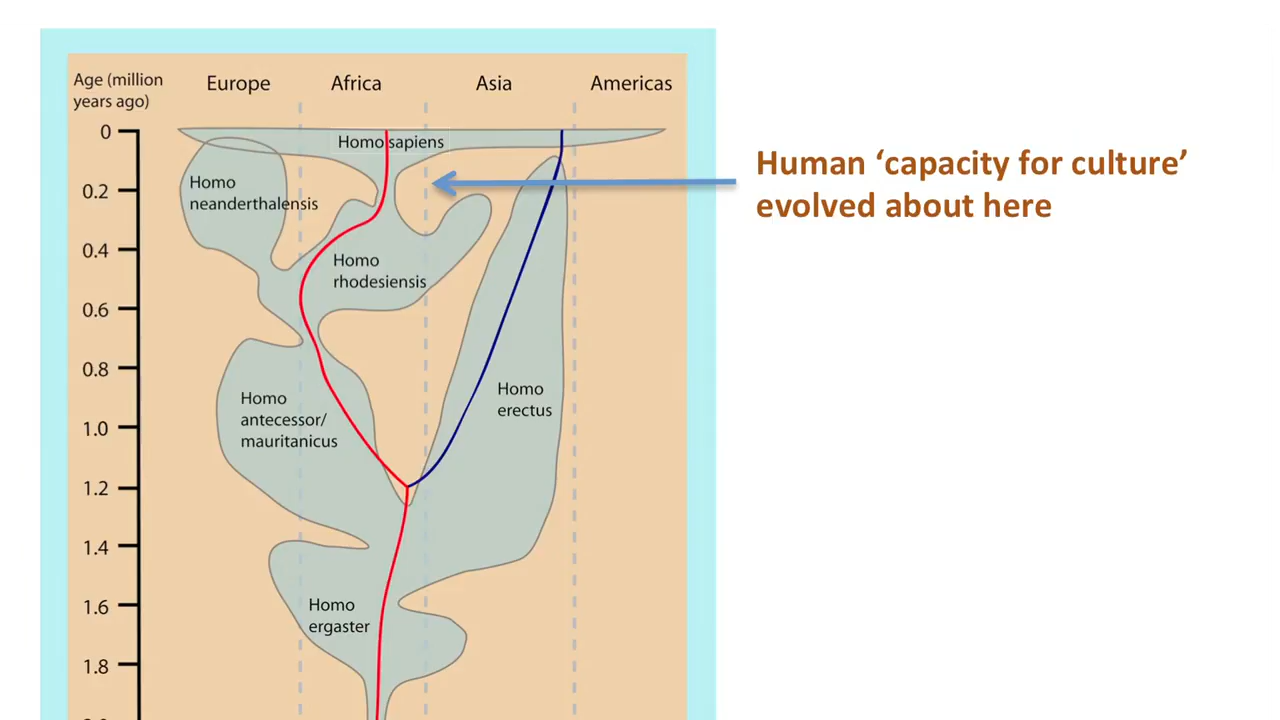 Age (million
years ago)
Europe
Africa
Asia
Americas
0
Homo sapiens
Human ‘capacity for culture’
evolved about here
Homo
neanderthalensis
0.2
0.4
Homo
rhodesiensis
0.6
0.8
Homo
erectus
Homo
antecessor/
mauritanicus
1.0
1.2
1.4
1.6
Homo
ergaster
1.8